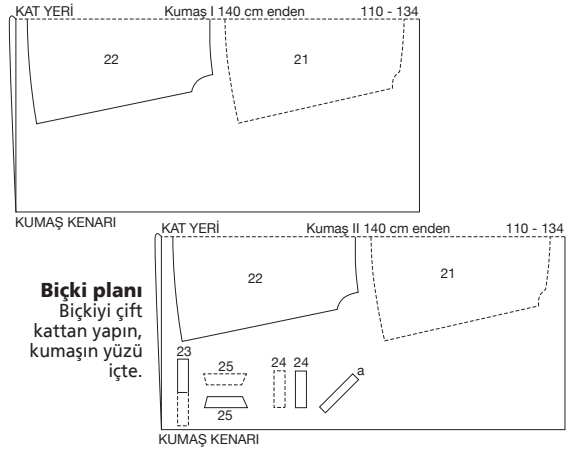 KAT YERİ Kumaş I 140 cm enden 110 - 134
22 21
KUMAŞ KENARI
KAT YERİ Kumaş II 140 cm enden 110 - 134
22 21
Biçki planı
Biçkiyi çift
kattan yapın,
kumaşın yüzü
içte.
23 25 24 24 a
25
KUMAŞ KENARI